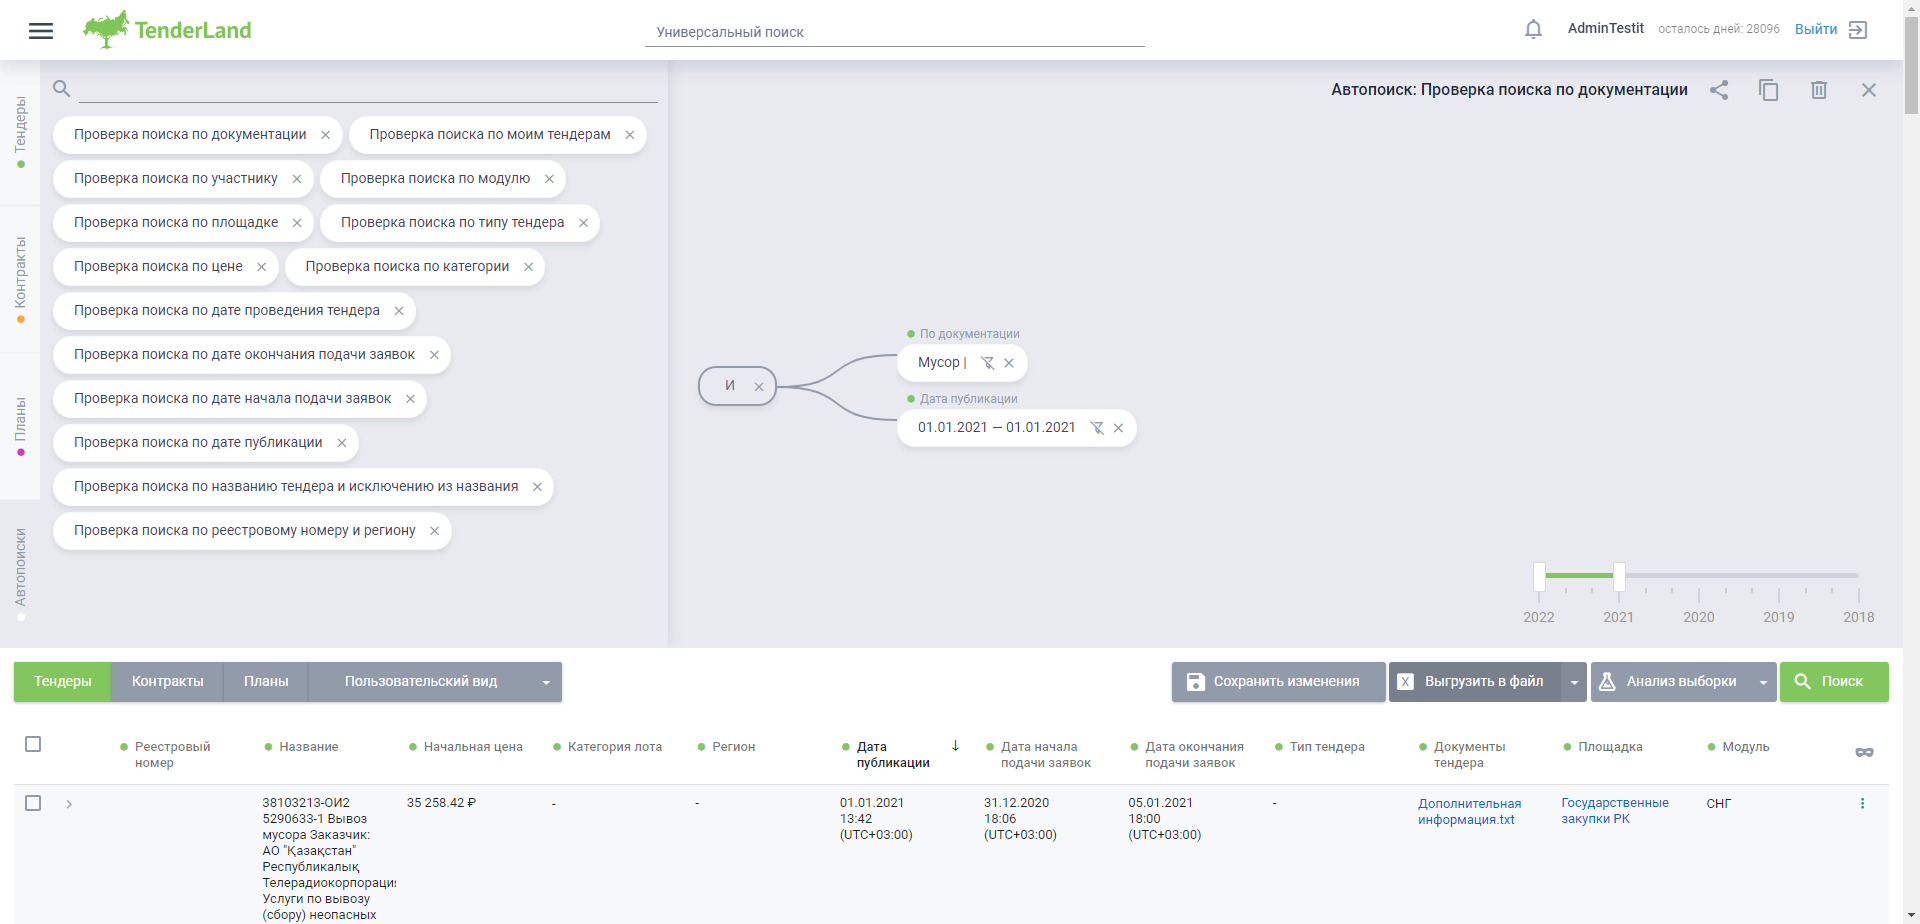 TenderLand
Универсальный поиск
AdminTestit
осталось дней: 28096
Выйти
Тендеры
Контракты
Планы
Автопоиски
Проверка поиска по документации
Проверка поиска по моим тендерам
Проверка поиска по участнику
Проверка поиска по модулю
Проверка поиска по площадке
Проверка поиска по типу тендера
Проверка поиска по цене
Проверка поиска по категории
Проверка поиска по дате проведения тендера
Проверка поиска по дате окончания подачи заявок
Проверка поиска по дате начала подачи заявок
Проверка поиска по дате публикации
Проверка поиска по названию тендера и исключению из названия
Проверка поиска по реестровому номеру и региону
Автопоиск: Проверка поиска по документации
И
По документации
Мусор |
Дата публикации
01.01.2021 — 01.01.2021
2022
2021
2020
2019
2018
Тендеры
Контракты
Планы
Пользовательский вид
Сохранить изменения
X Выгрузить в файл
Анализ выборки
Поиск
Реестровый
номер
Название
Начальная цена
Категория лота
Регион
Дата
публикации
Дата начала
подачи заявок
Дата окончания
подачи заявок
Тип тендера
Документы
тендера
Площадка
Модуль
38103213-ОИ2
5290633-1 Вывоз
мусора Заказчик:
АО "Қазақстан"
Республикалық
Телерадиокорпораци
Услуги по вывозу
(сбору) неопасных
35 258.42 ₽
-
-
01.01.2021
13:42
(UTC+03:00)
31.12.2020
18:06
(UTC+03:00)
05.01.2021
18:00
(UTC+03:00)
-
Дополнительная
информация.txt
Государственные
закупки РК
СНГ